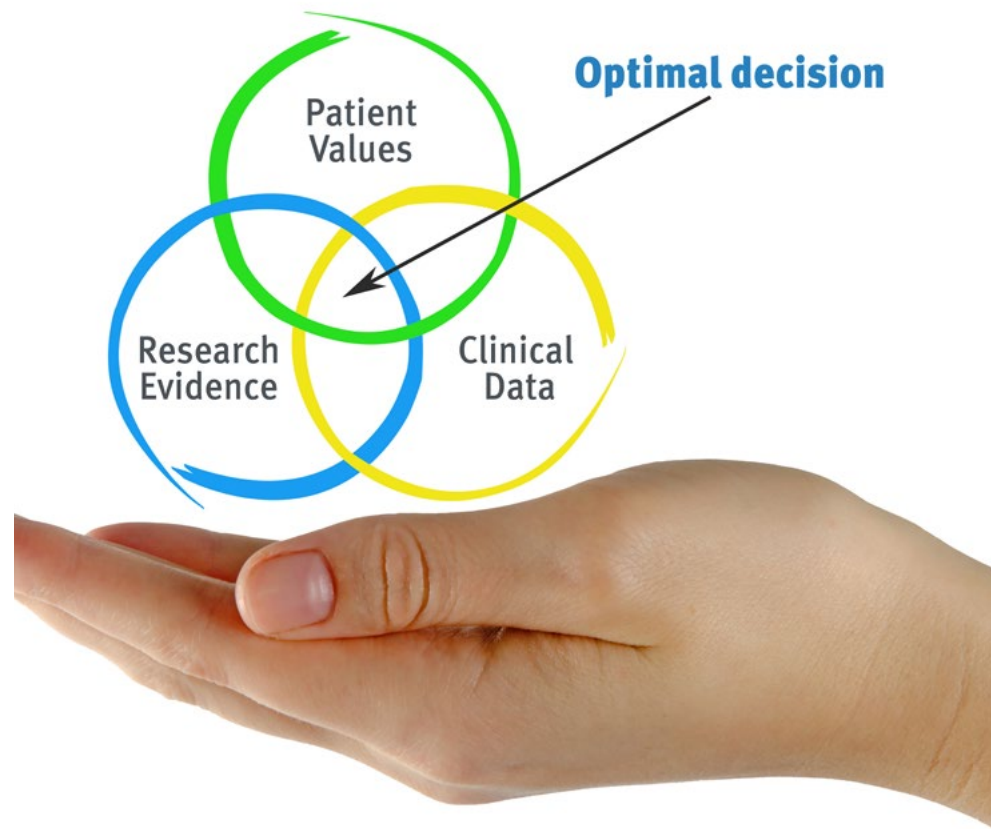 Optimal decision
Patient
Values
Research
Evidence
Clinical
Data